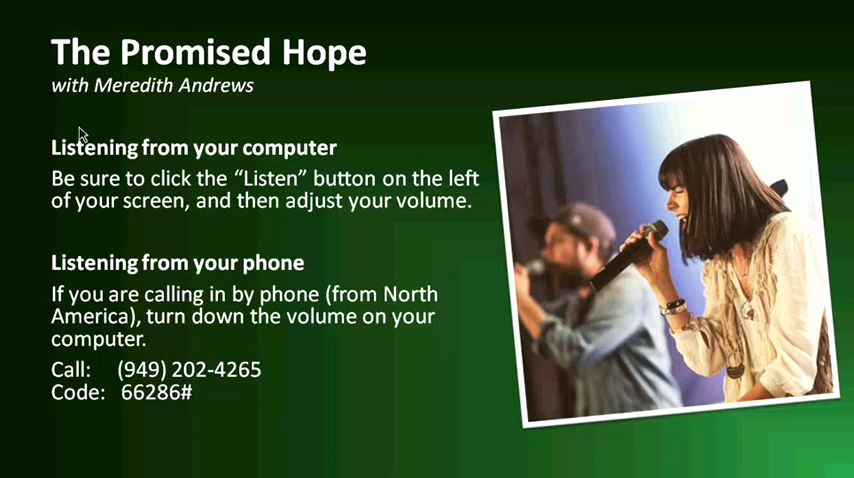 The Promised Hope
with Meredith Andrews
Listening from your computer
Be sure to click the “Listen” button on the left
of your screen, and then adjust your volume.
Listening from your phone
If you are calling in by phone (from North
America), turn down the volume on your
computer.
Call: (949) 202-4265
Code: 66286#